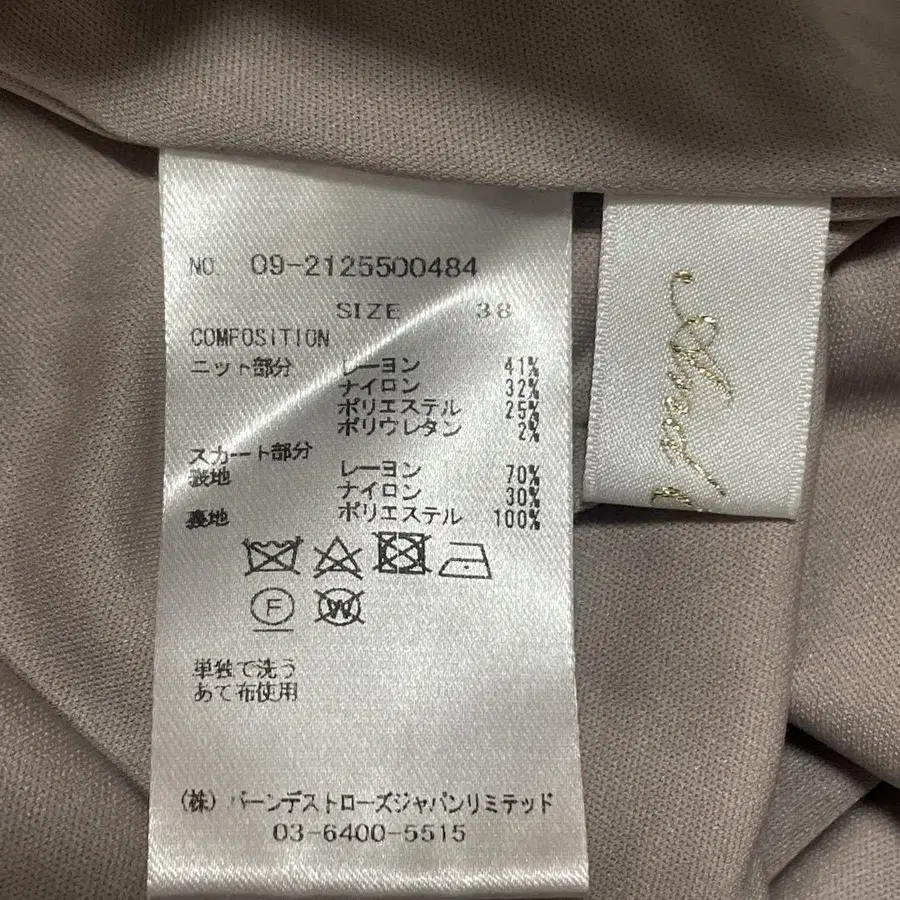 NO. 09-2125500484
SIZE 38
COMPOSITION
ニット部分 レーヨン 41%
ナイロン 32%
ポリエステル 25%
ポリウレタン 2%
スカート部分
表地 レーヨン 70%
ナイロン 30%
裏地 ポリエステル 100%
F
W
単独で洗う
あて布使用
(株) バーンデストローズジャパンリミテッド
03-6400-5515